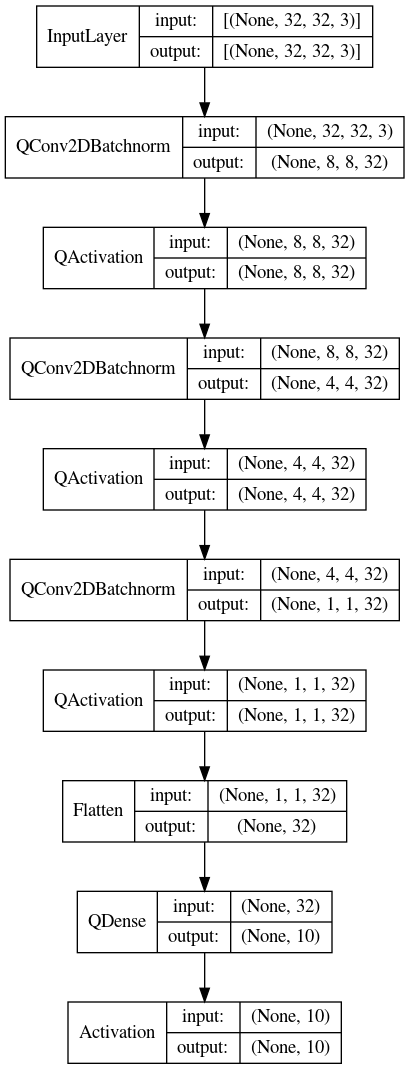 InputLayer
input: [(None, 32, 32, 3)]
output: [(None, 32, 32, 3)]
QConv2DBatchnorm
input: (None, 32, 32, 3)
output: (None, 8, 8, 32)
QActivation
input: (None, 8, 8, 32)
output: (None, 8, 8, 32)
QConv2DBatchnorm
input: (None, 8, 8, 32)
output: (None, 4, 4, 32)
QActivation
input: (None, 4, 4, 32)
output: (None, 4, 4, 32)
QConv2DBatchnorm
input: (None, 4, 4, 32)
output: (None, 1, 1, 32)
QActivation
input: (None, 1, 1, 32)
output: (None, 1, 1, 32)
Flatten
input: (None, 1, 1, 32)
output: (None, 32)
QDense
input: (None, 32)
output: (None, 10)
Activation
input: (None, 10)
output: (None, 10)